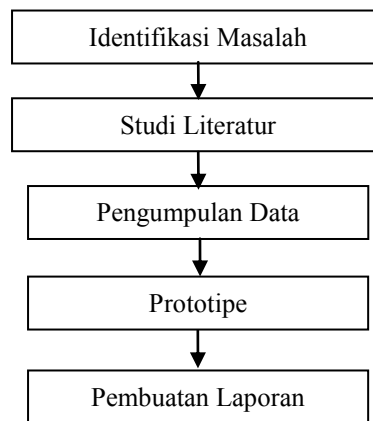 Identifikasi Masalah
Studi Literatur
Pengumpulan Data
Prototipe
Pembuatan Laporan